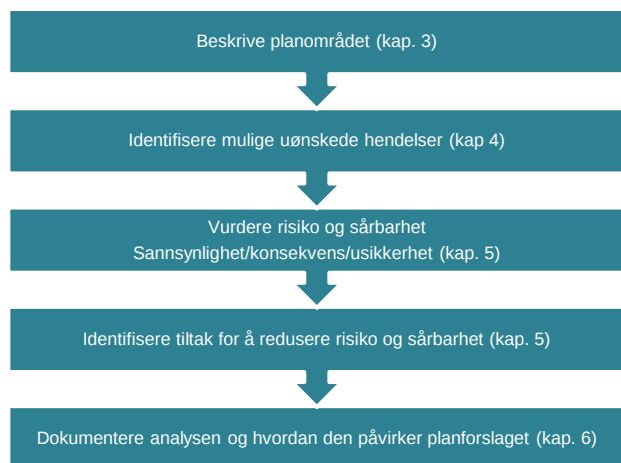 Beskrive planområdet (kap. 3)
Identifisere mulige uønskede hendelser (kap 4)
Vurdere risiko og sårbarhet
Sannsynlighet/konsekvens/usikkerhet (kap. 5)
Identifisere tiltak for å redusere risiko og sårbarhet (kap. 5)
Dokumentere analysen og hvordan den påvirker planforslaget (kap. 6)